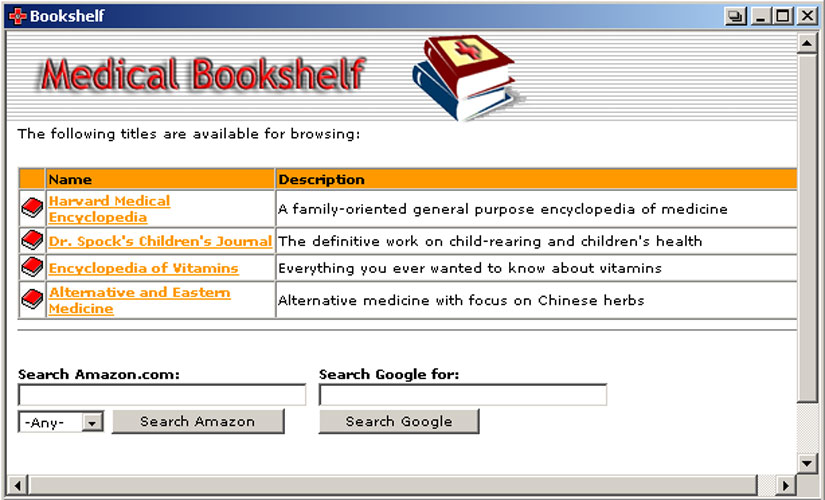 Bookshelf
Medical Bookshelf
The following titles are available for browsing:
Name Description
Harvard Medical
Encyclopedia
A family-oriented general purpose encyclopedia of medicine
Dr. Spock's Children's Journal The definitive work on child-rearing and children's health
Encyclopedia of Vitamins Everything you ever wanted to know about vitamins
Alternative and Eastern
Medicine
Alternative medicine with focus on Chinese herbs
Search Amazon.com: Search Google for:
-Any- Search Amazon Search Google